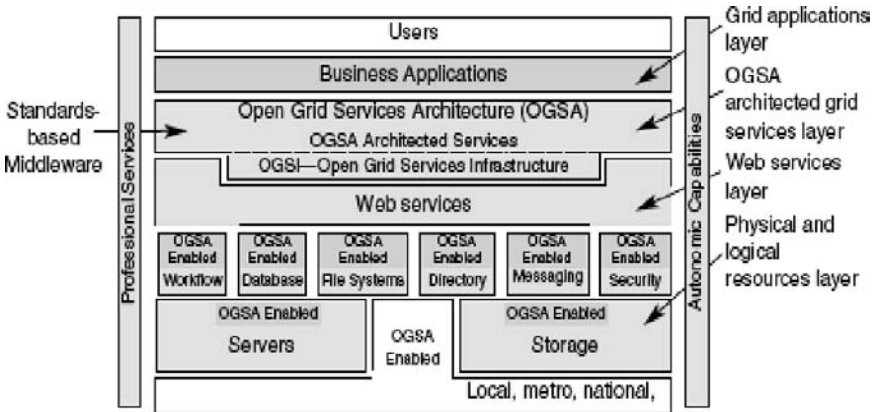 Users
Grid applications
layer
Business Applications
Open Grid Services Architecture (OGSA)
OGSA Architected Services
OGSA
architected grid
services layer
Standards-
based
Middleware
OGSI—Open Grid Services Infrastructure
Web services
Web services
layer
Professional Services
Autonomic Capabilities
OGSA
Enabled
Workflow
OGSA
Enabled
Database
OGSA
Enabled
File Systems
OGSA
Enabled
Directory
OGSA
Enabled
Messaging
OGSA
Enabled
Security
Physical and
logical
resources layer
OGSA Enabled
Servers
OGSA
Enabled
OGSA Enabled
Storage
Local, metro, national,